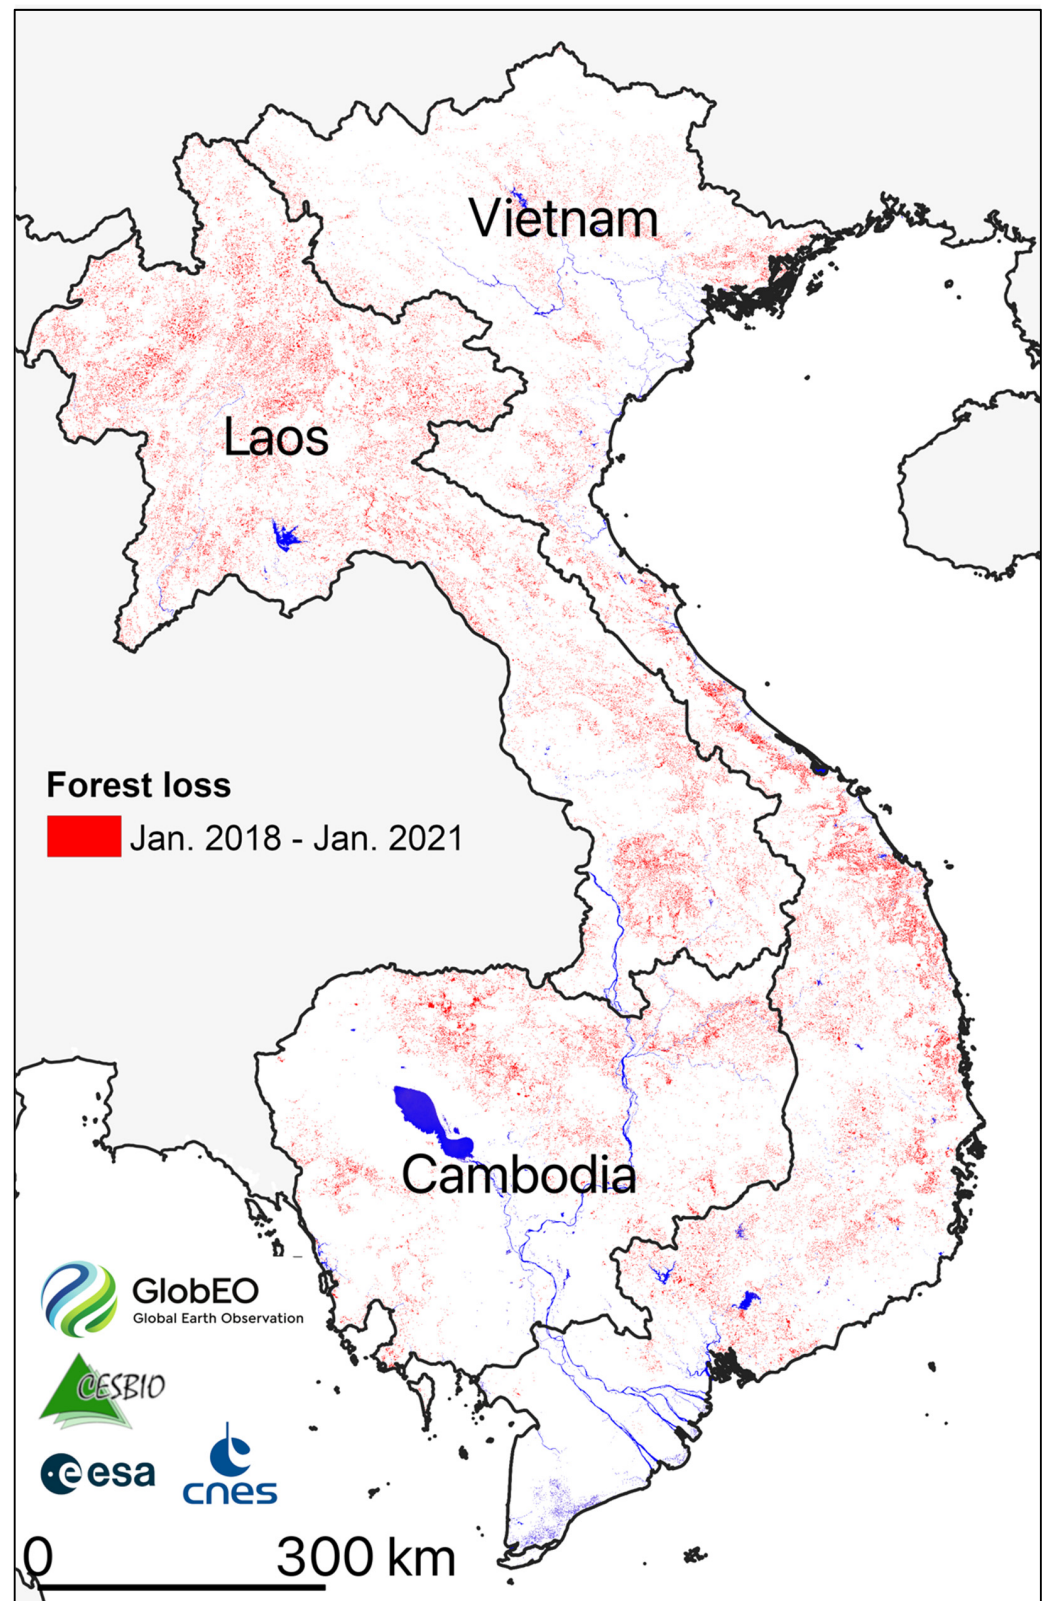 Vietnam
Laos
Forest loss
Jan. 2018 - Jan. 2021
Cambodia
GlobEO
Global Earth Observation
CESBIO
esa
cnes
0 300 km